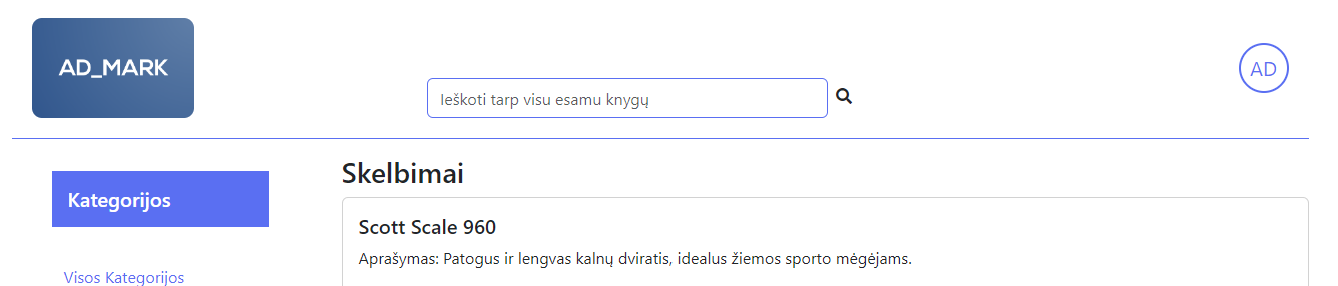 AD_MARK
AD
Ieškoti tarp visu esamu knygų
Kategorijos
Visos Kategorijos
Skelbimai
Scott Scale 960
Aprašymas: Patogus ir lengvas kalnų dviratis, idealus žiemos sporto mėgėjams.